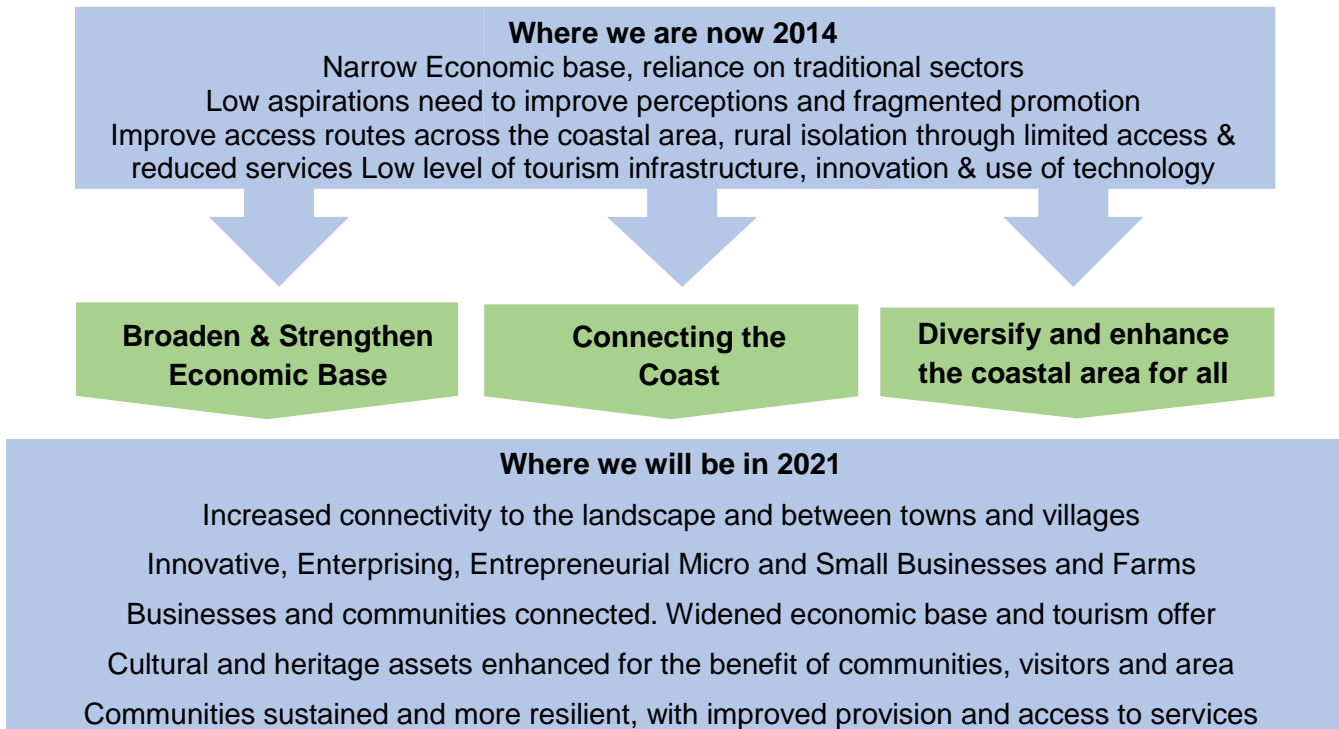 Where we are now 2014
Narrow Economic base, reliance on traditional sectors
Low aspirations need to improve perceptions and fragmented promotion
Improve access routes across the coastal area, rural isolation through limited access &
reduced services Low level of tourism infrastructure, innovation & use of technology
Broaden & Strengthen
Economic Base
Connecting the
Coast
Diversify and enhance
the coastal area for all
Where we will be in 2021
Increased connectivity to the landscape and between towns and villages
Innovative, Enterprising, Entrepreneurial Micro and Small Businesses and Farms
Businesses and communities connected. Widened economic base and tourism offer
Cultural and heritage assets enhanced for the benefit of communities, visitors and area
Communities sustained and more resilient, with improved provision and access to services